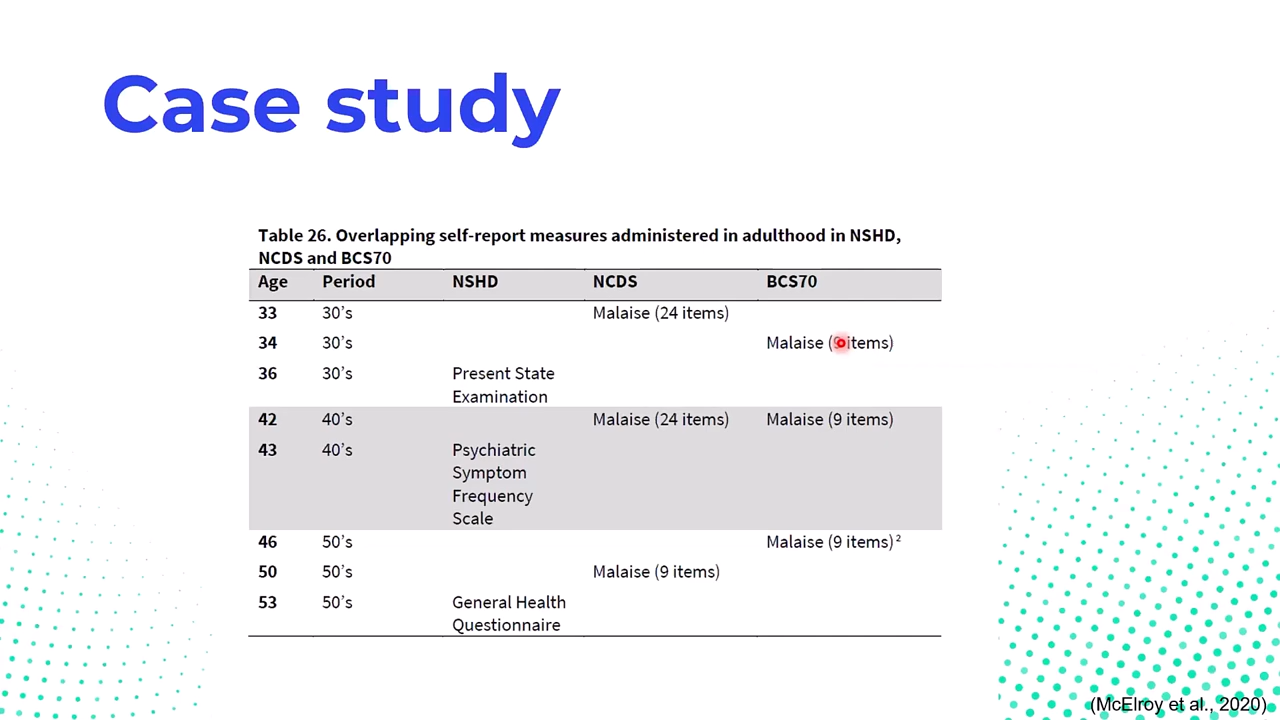 Case study
Table 26. Overlapping self-report measures administered in adulthood in NSHD,
NCDS and BCS70
Age Period NSHD NCDS BCS70
33 30's Malaise (24 items)
34 30's Malaise (9 items)
36 30's Present State
Examination
42 40's Malaise (24 items) Malaise (9 items)
43 40's Psychiatric
Symptom
Frequency
Scale
46 50's Malaise (9 items)²
50 50's Malaise (9 items)
53 50's General Health
Questionnaire
(McElroy et al., 2020)